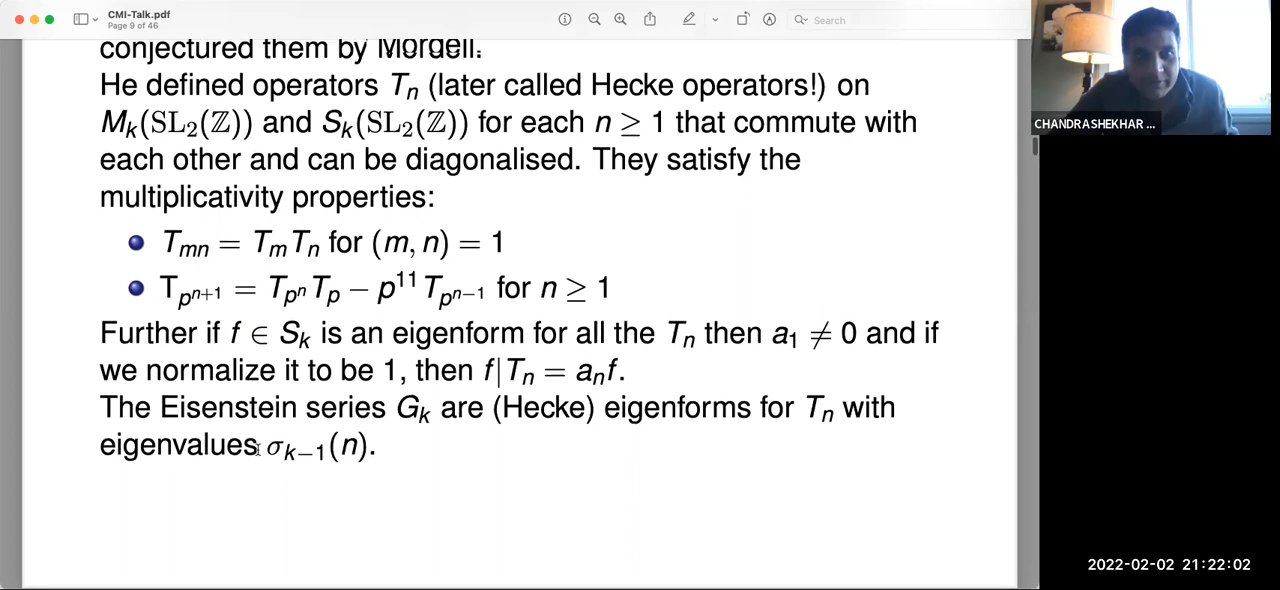 CMI-Talk.pdf
Page 9 of 46
Search
conjectured them by Mordell.
He defined operators Tₙ (later called Hecke operators!) on
Mₖ(SL₂(ℤ)) and Sₖ(SL₂(ℤ)) for each n ≥ 1 that commute with
each other and can be diagonalised. They satisfy the
multiplicativity properties:
Tₘₙ = TₘTₙ for (m, n) = 1
T_{pⁿ⁺¹} = T_{pⁿ}Tₚ − p¹¹T_{pⁿ⁻¹} for n ≥ 1
Further if f ∈ Sₖ is an eigenform for all the Tₙ then a₁ ≠ 0 and if
we normalize it to be 1, then f|Tₙ = aₙf.
The Eisenstein series Gₖ are (Hecke) eigenforms for Tₙ with
eigenvalues σₖ₋₁(n).
CHANDRASHEKHAR ...
2022-02-02 21:22:02